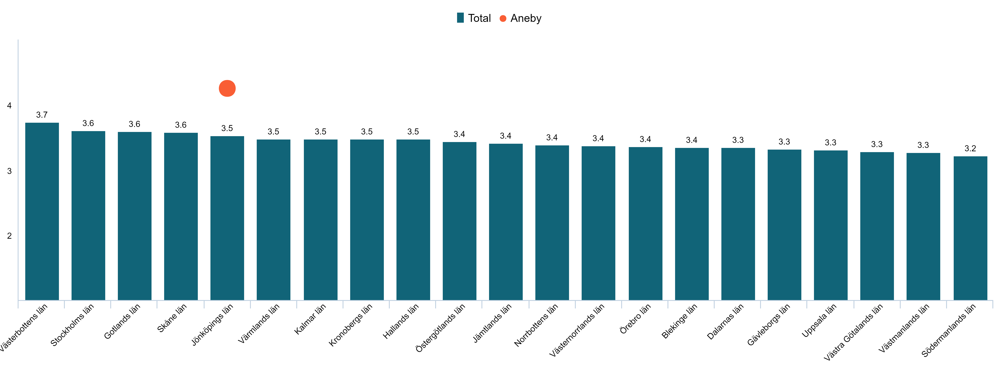 Total Aneby
4
3
2
3.7 3.6 3.6 3.6 3.5 3.5 3.5 3.5 3.5 3.4 3.4 3.4 3.4 3.4 3.4 3.3 3.3 3.3 3.3 3.3 3.2
Västerbottens län
Stockholms län
Gotlands län
Skåne län
Jönköpings län
Värmlands län
Kalmar län
Kronobergs län
Hallands län
Östergötlands län
Jämtlands län
Norrbottens län
Västernorrlands län
Örebro län
Blekinge län
Dalarnas län
Gävleborgs län
Uppsala län
Västra Götalands län
Västmanlands län
Södermanlands län